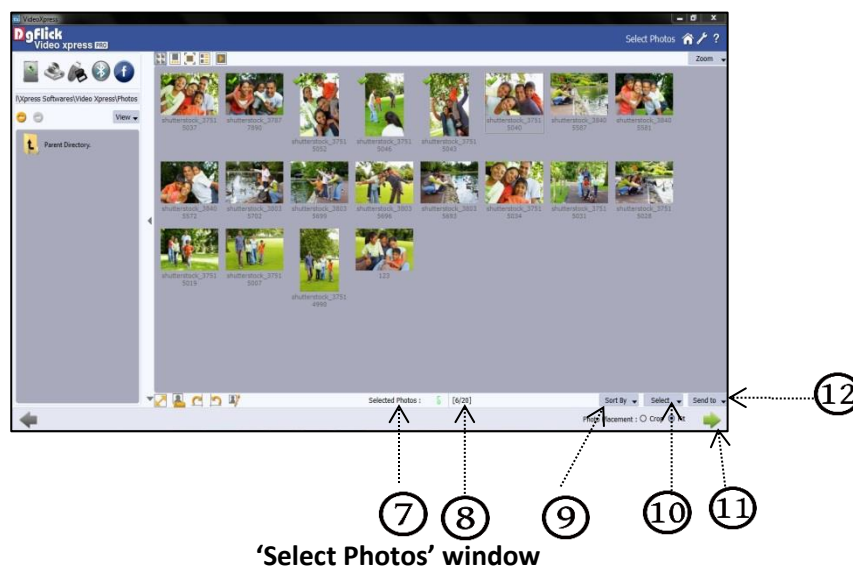 VideoXpress
DgFlick
Video xpress PRO
Select Photos
?
Zoom
l\Xpress Softwares\Video Xpress\Photos
View
Parent Directory.
shutterstock_3751
5037
shutterstock_3787
7890
shutterstock_3751
5052
shutterstock_3751
5046
shutterstock_3751
5043
shutterstock_3751
5040
shutterstock_3840
5587
shutterstock_3840
5581
shutterstock_3840
5572
shutterstock_3803
5702
shutterstock_3803
5699
shutterstock_3803
5696
shutterstock_3803
5693
shutterstock_3751
5034
shutterstock_3751
5031
shutterstock_3751
5028
shutterstock_3751
5019
shutterstock_3751
5007
shutterstock_3751
4998
123
Selected Photos :
[6/28]
Sort By
Select
Send to
Photo Placement : Crop Fit
7
8
9
10
11
12
‘Select Photos’ window